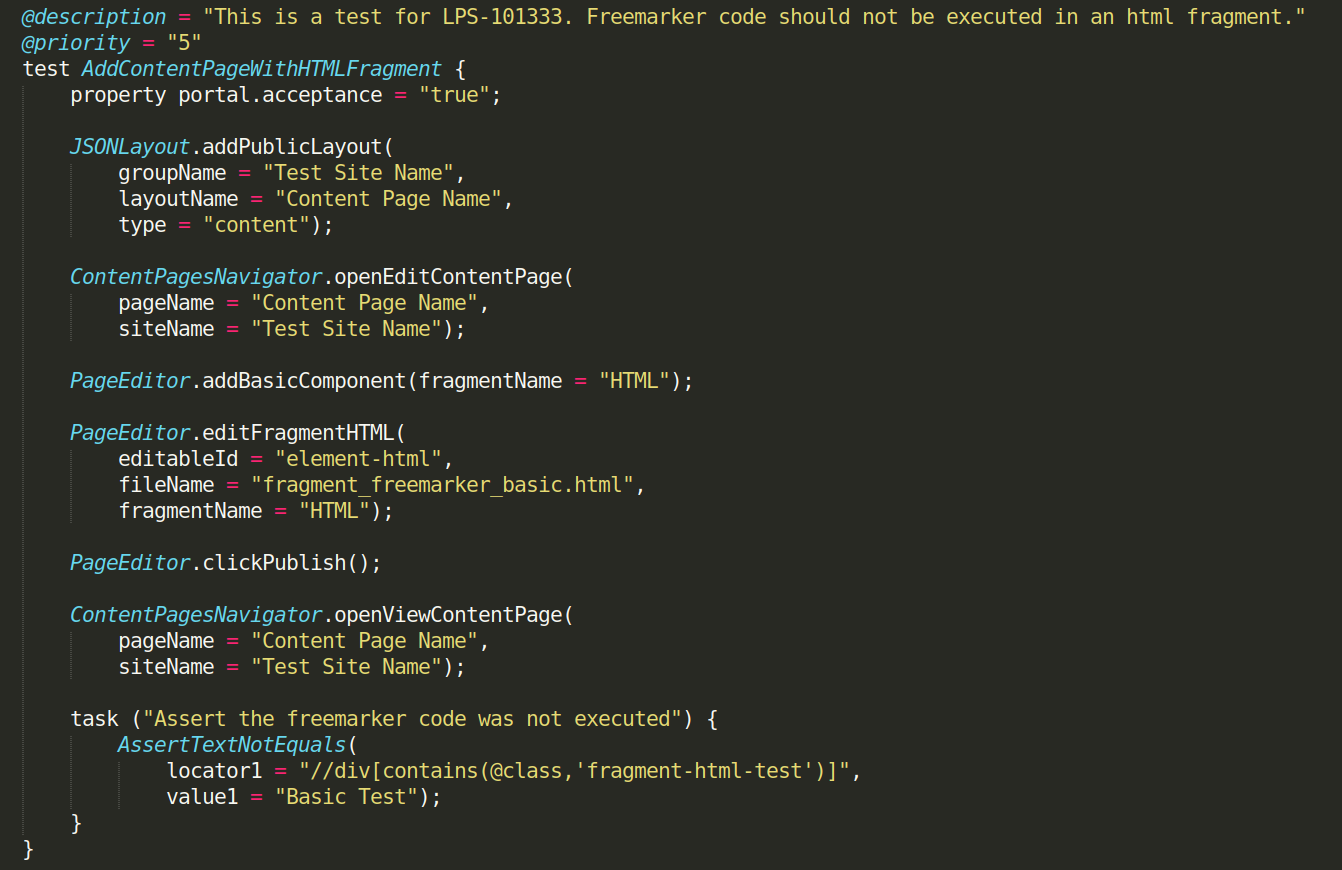 @description = "This is a test for LPS-101333. Freemarker code should not be executed in an html fragment."
@priority = "5"
test AddContentPageWithHTMLFragment {
    property portal.acceptance = "true";

    JSONLayout.addPublicLayout(
        groupName = "Test Site Name",
        layoutName = "Content Page Name",
        type = "content");

    ContentPagesNavigator.openEditContentPage(
        pageName = "Content Page Name",
        siteName = "Test Site Name");

    PageEditor.addBasicComponent(fragmentName = "HTML");

    PageEditor.editFragmentHTML(
        editableId = "element-html",
        fileName = "fragment_freemarker_basic.html",
        fragmentName = "HTML");

    PageEditor.clickPublish();

    ContentPagesNavigator.openViewContentPage(
        pageName = "Content Page Name",
        siteName = "Test Site Name");

    task ("Assert the freemarker code was not executed") {
        AssertTextNotEquals(
            locator1 = "//div[contains(@class,'fragment-html-test')]",
            value1 = "Basic Test");
    }
}